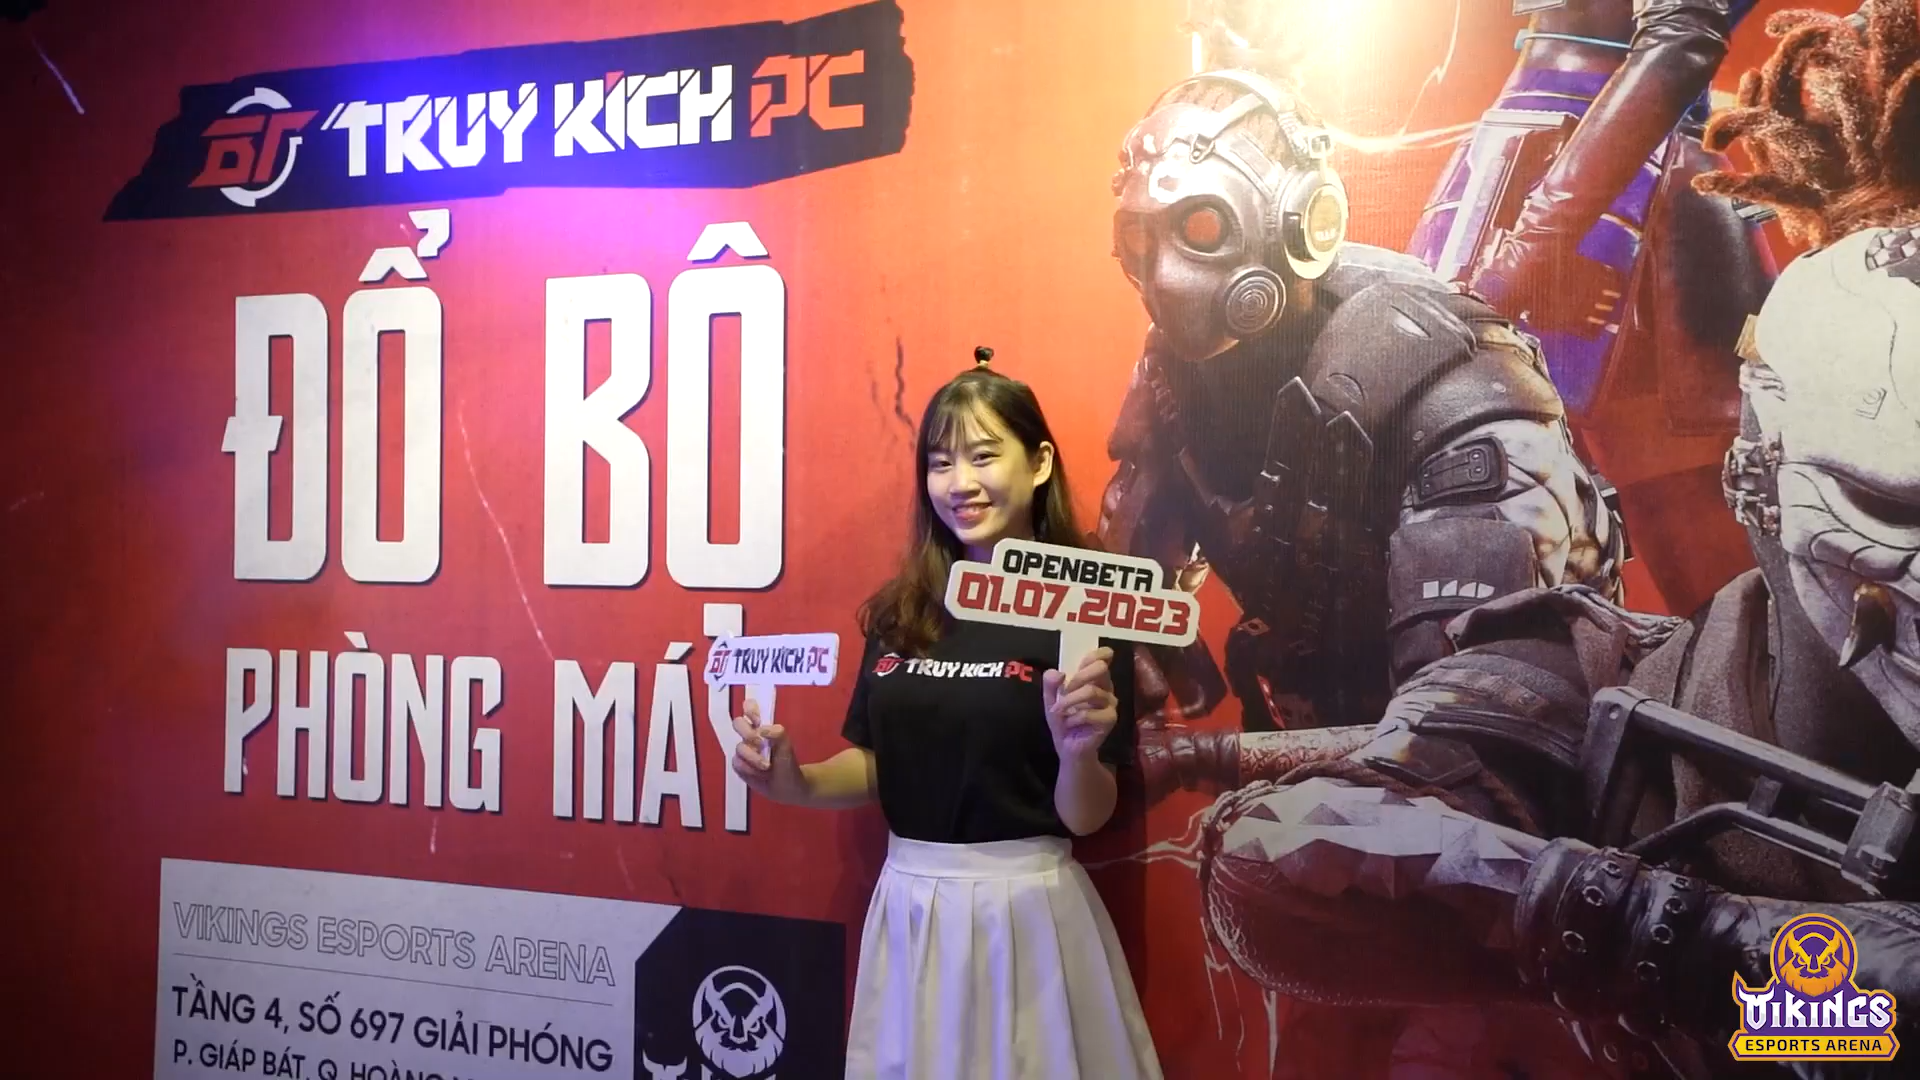 TRUY KÍCH PC
ĐỔ BỘ
PHÒNG MÁY
VIKINGS ESPORTS ARENA
TẦNG 4, SỐ 697 GIẢI PHÓNG
P. GIÁP BÁT, Q. HOÀNG
TRUY KÍCH PC
OPENBETA
01.07.2023
TRUY KÍCH PC
VIKINGS
ESPORTS ARENA